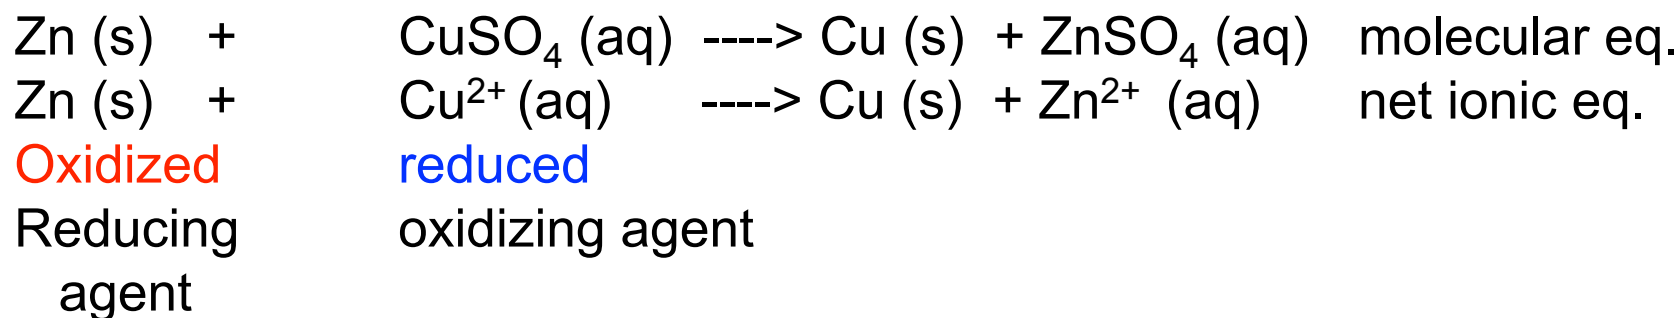 Zn (s) + CuSO₄ (aq) ----> Cu (s) + ZnSO₄ (aq) molecular eq.
Zn (s) + Cu²⁺ (aq) ----> Cu (s) + Zn²⁺ (aq) net ionic eq.
Oxidized reduced
Reducing oxidizing agent
agent